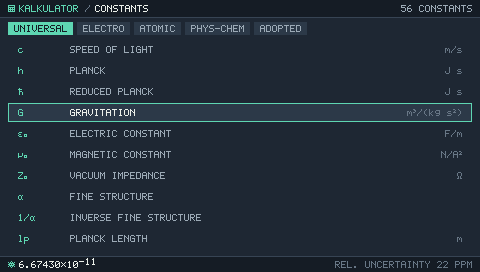 KALKULATOR / CONSTANTS 56 CONSTANTS
UNIVERSAL ELECTRO ATOMIC PHYS-CHEM ADOPTED
c SPEED OF LIGHT m/s
h PLANCK J s
ħ REDUCED PLANCK J s
G GRAVITATION m³/(kg s²)
ε₀ ELECTRIC CONSTANT F/m
μ₀ MAGNETIC CONSTANT N/A²
Z₀ VACUUM IMPEDANCE Ω
α FINE STRUCTURE
1/α INVERSE FINE STRUCTURE
lp PLANCK LENGTH m
6.67430×10⁻¹¹ REL. UNCERTAINTY 22 PPM